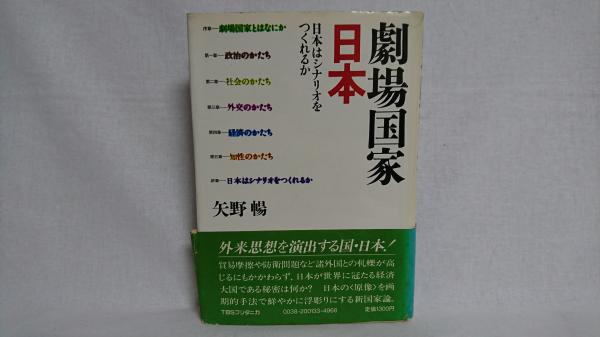 劇場国家
日本
日本はシナリオを
つくれるか
序章―劇場国家とはなにか
第一章―政治のかたち
第二章―社会のかたち
第三章―外交のかたち
第四章―経済のかたち
第五章―知性のかたち
終章―日本はシナリオをつくれるか
矢野 暢
外来思想を演出する国・日本!
貿易摩擦や防衛問題など諸外国との軋轢が高
じるにもかかわらず、日本が世界に冠たる経済
大国である秘密は何か? 日本の〈原像〉を画
期的手法で鮮やかに浮彫りにする新国家論。
TBSブリタニカ 0036-200133-4966 定価1300円